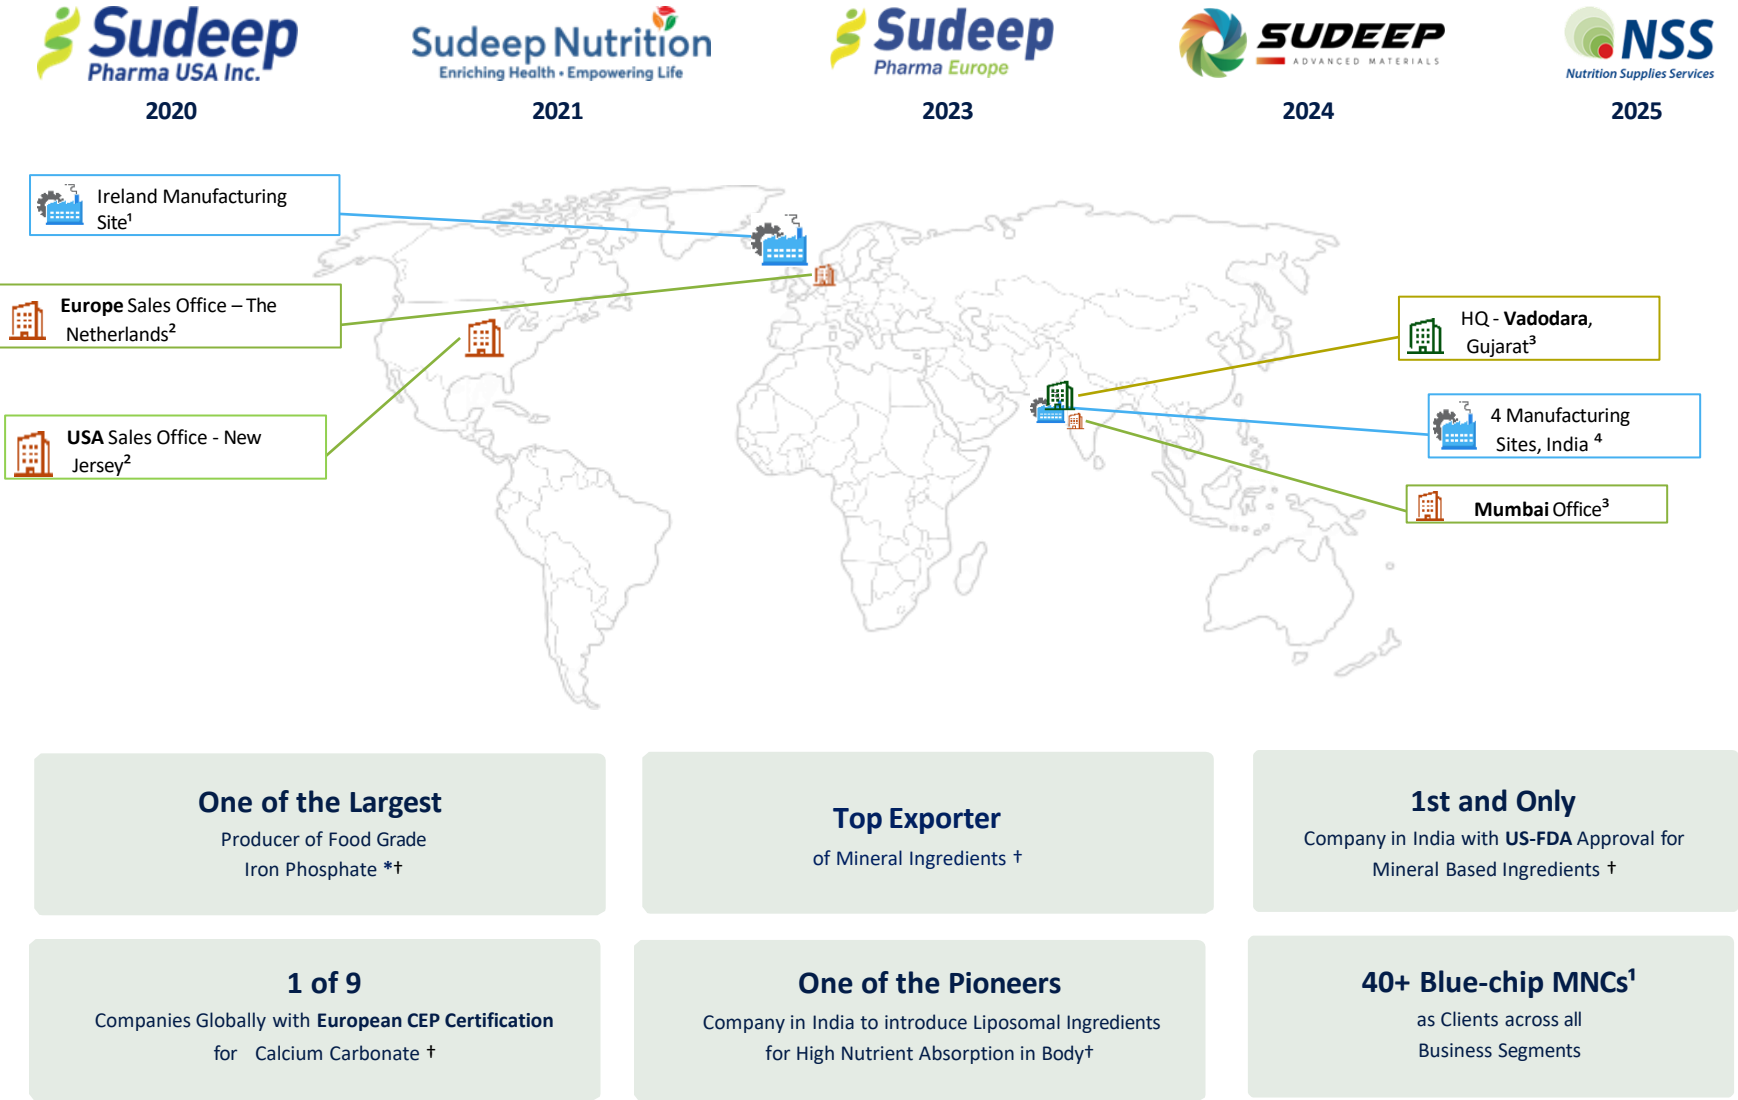 Sudeep
Pharma USA Inc.
2020
Sudeep Nutrition
Enriching Health • Empowering Life
2021
Sudeep
Pharma Europe
2023
SUDEEP
ADVANCED MATERIALS
2024
NSS
Nutrition Supplies Services
2025
Ireland Manufacturing
Site¹
Europe Sales Office – The
Netherlands²
USA Sales Office - New
Jersey²
HQ - Vadodara,
Gujarat³
4 Manufacturing
Sites, India ⁴
Mumbai Office³
One of the Largest
Producer of Food Grade
Iron Phosphate *†
Top Exporter
of Mineral Ingredients †
1st and Only
Company in India with US-FDA Approval for
Mineral Based Ingredients †
1 of 9
Companies Globally with European CEP Certification
for Calcium Carbonate †
One of the Pioneers
Company in India to introduce Liposomal Ingredients
for High Nutrient Absorption in Body†
40+ Blue-chip MNCs¹
as Clients across all
Business Segments